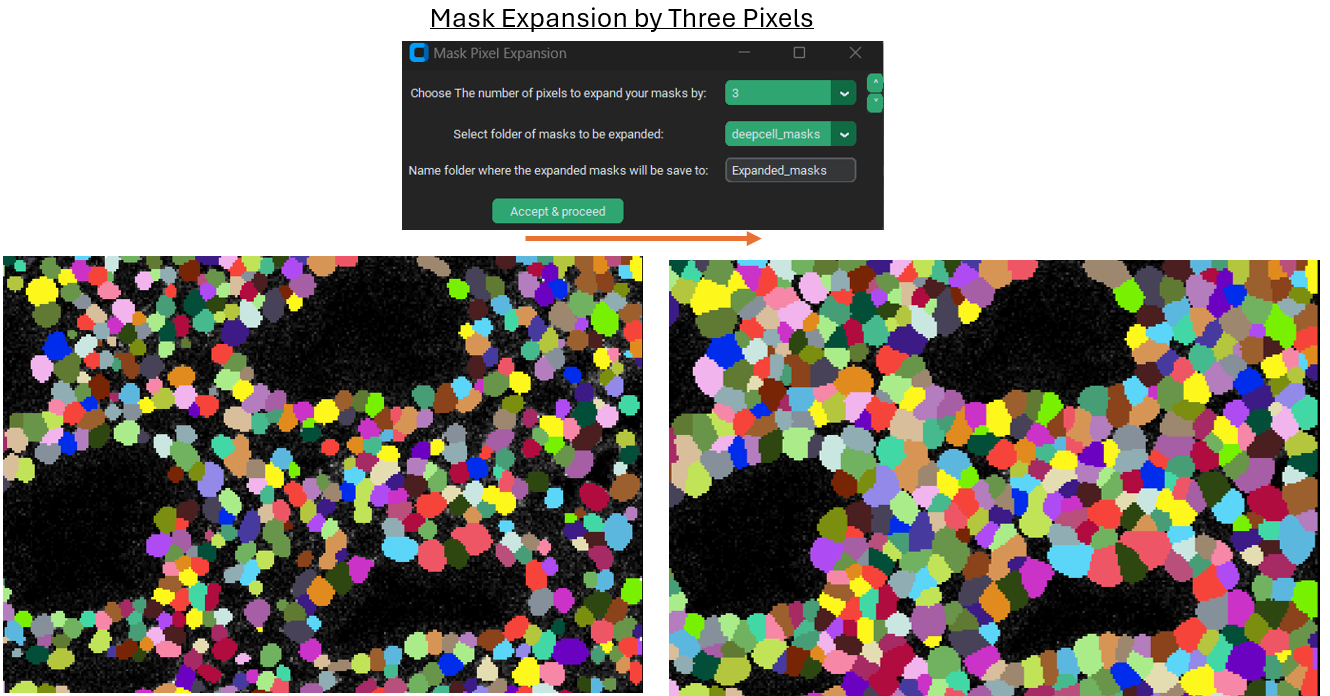 Mask Expansion by Three Pixels
Mask Pixel Expansion
Choose The number of pixels to expand your masks by: 3
Select folder of masks to be expanded: deepcell_masks
Name folder where the expanded masks will be save to: Expanded_masks
Accept & proceed